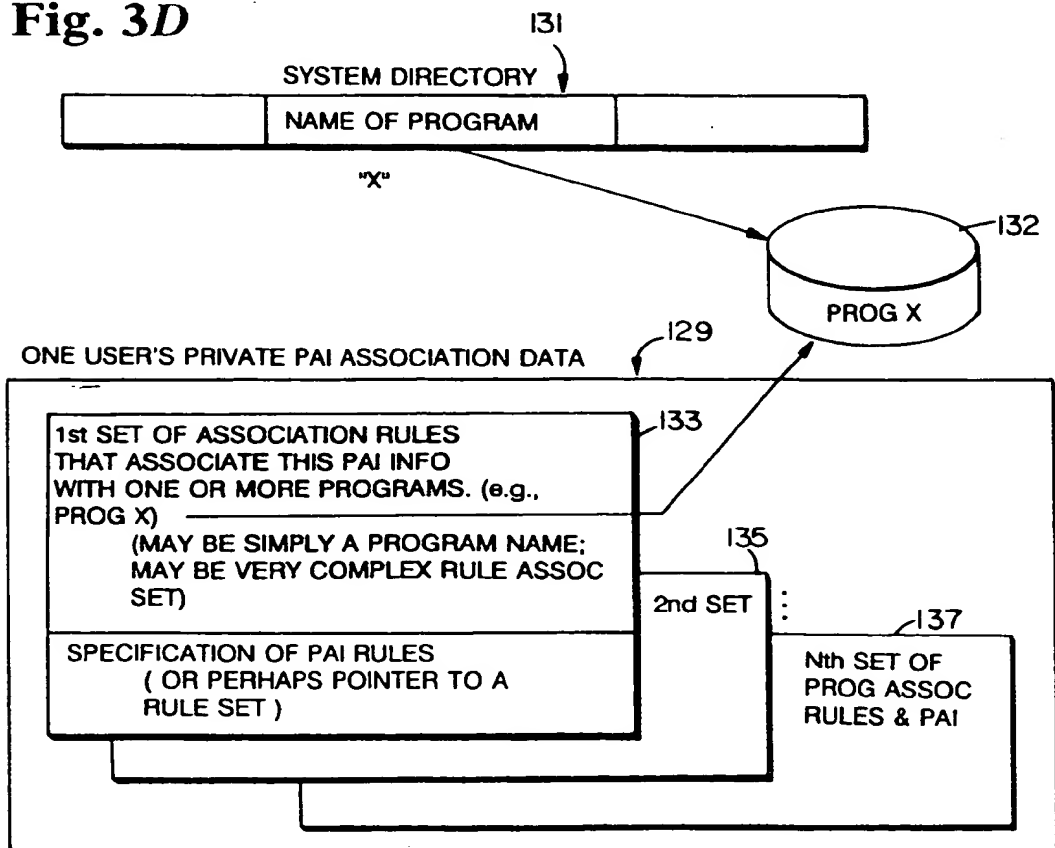 Fig. 3D
131
SYSTEM DIRECTORY
NAME OF PROGRAM
"X"
132
PROG X
129
ONE USER'S PRIVATE PAI ASSOCIATION DATA
133
1st SET OF ASSOCIATION RULES
THAT ASSOCIATE THIS PAI INFO
WITH ONE OR MORE PROGRAMS. (e.g.,
PROG X)
(MAY BE SIMPLY A PROGRAM NAME;
MAY BE VERY COMPLEX RULE ASSOC
SET)
SPECIFICATION OF PAI RULES
( OR PERHAPS POINTER TO A
RULE SET )
135
2nd SET
137
Nth SET OF
PROG ASSOC
RULES & PAI